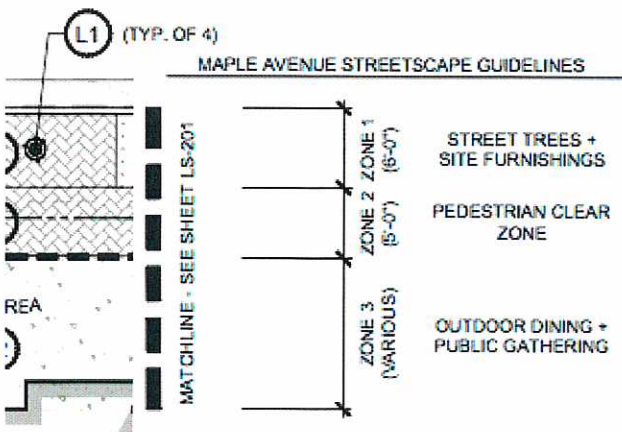 L1 (TYP. OF 4)
MAPLE AVENUE STREETSCAPE GUIDELINES
MATCHLINE - SEE SHEET LS-201
ZONE 1
(6'-0")
STREET TREES +
SITE FURNISHINGS
ZONE 2
(5'-0")
PEDESTRIAN CLEAR
ZONE
REA
ZONE 3
(VARIOUS)
OUTDOOR DINING +
PUBLIC GATHERING